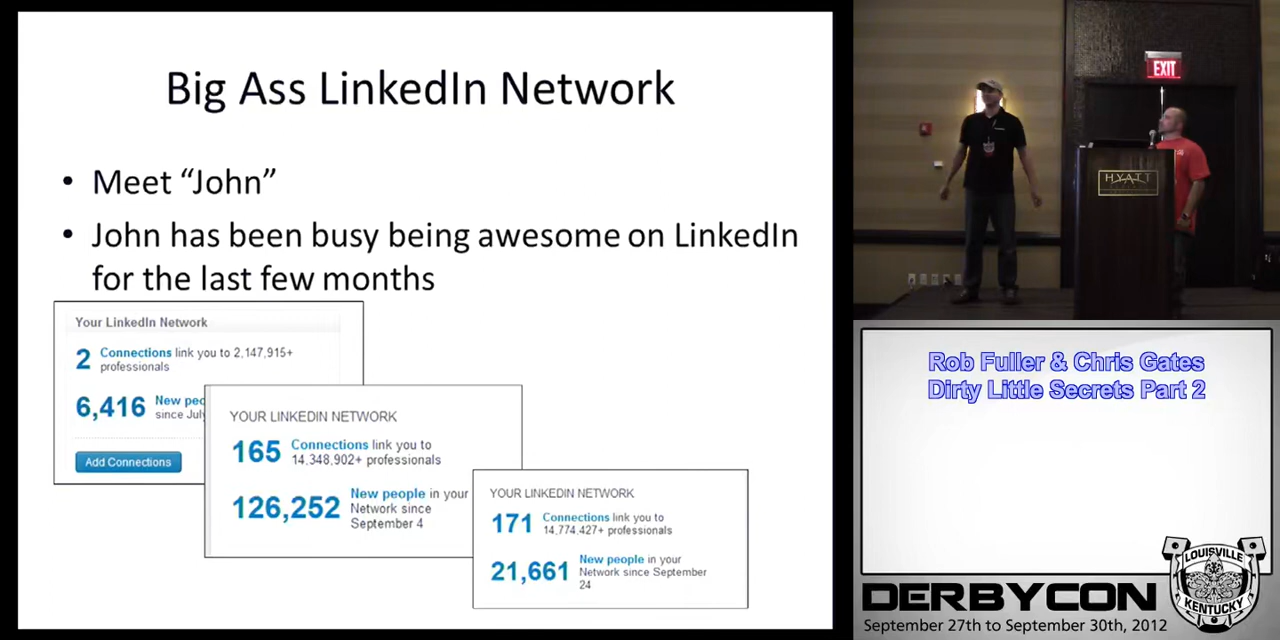 Big Ass LinkedIn Network
• Meet “John”
• John has been busy being awesome on LinkedIn
for the last few months
Your LinkedIn Network
2 Connections link you to 2,147,915+
professionals
6,416 New
since July
Add Connections
YOUR LINKEDIN NETWORK
165 Connections link you to
14,348,902+ professionals
126,252 New people in your
Network since
September 4
YOUR LINKEDIN NETWORK
171 Connections link you to
14,774,427+ professionals
21,661 New people in your
Network since September
24
EXIT
HYATT
Rob Fuller & Chris Gates
Dirty Little Secrets Part 2
LOUISVILLE
KENTUCKY
DERBYCON
September 27th to September 30th, 2012